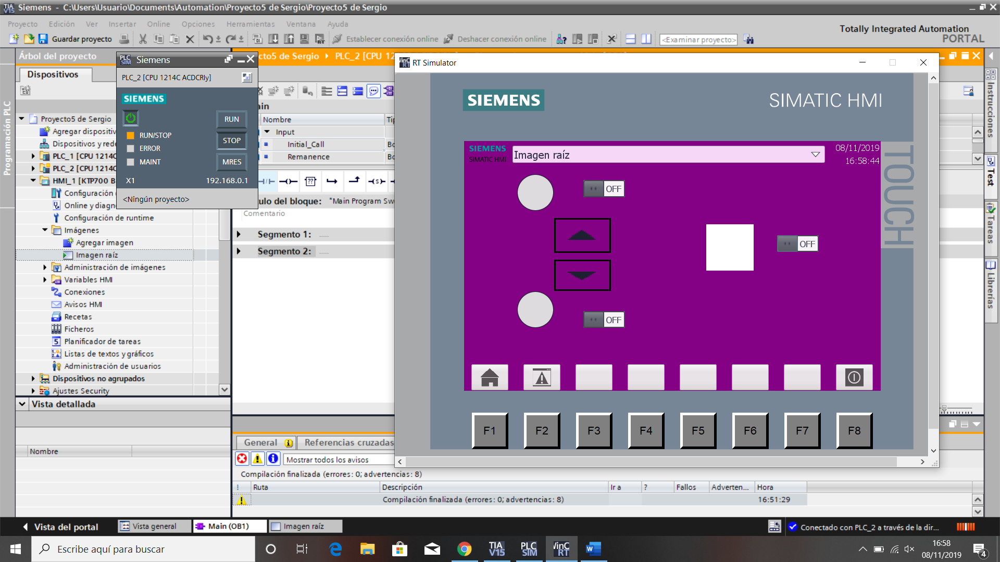 Siemens - C:\Users\Usuario\Documents\Automation\Proyecto5 de Sergio\Proyecto5 de Sergio
Proyecto Edición Ver Insertar Online Opciones Herramientas Ventana Ayuda
Totally Integrated Automation
PORTAL
Guardar proyecto
Establecer conexión online
Deshacer conexión online
<Examinar proyecto>
Árbol del proyecto
Dispositivos
Programación PLC
Proyecto5 de Sergio
Agregar dispositiv
Dispositivos y rede
PLC_1 [CPU 1214C
PLC_2 [CPU 1214C
HMI_1 [KTP700 B
Configuración
Online y diagn
Configuración de runtime
Imágenes
Agregar imagen
Imagen raíz
Administración de imágenes
Variables HMI
Conexiones
Avisos HMI
Recetas
Ficheros
Planificador de tareas
Listas de textos y gráficos
Administración de usuarios
Dispositivos no agrupados
Ajustes Security
Vista detallada
Nombre
PLC SIM Siemens
PLC_2 [CPU 1214C ACDCRly]
SIEMENS
RUN
RUN/STOP
STOP
ERROR
MAINT
MRES
X1 192.168.0.1
<Ningún proyecto>
cto5 de Sergio PLC_2 [CPU 12
ain
Nombre Tip
Input
Initial_Call Bo
Remanence Bo
ulo del bloque: "Main Program Sw
Comentario
Segmento 1: .....
Segmento 2: .....
RT Simulator
SIEMENS
SIMATIC HMI
TOUCH
SIEMENS
SIMATIC HMI
Imagen raíz
08/11/2019
16:58:44
OFF
OFF
OFF
F1 F2 F3 F4 F5 F6 F7 F8
Instrucciones
Test
Tareas
Librerías
General
Referencias cruzadas
Mostrar todos los avisos
Compilación finalizada (errores: 0; advertencias: 8)
! Ruta Descripción Ir a ? Fallos Adverten... Hora
Compilación finalizada (errores: 0; advertencias: 8) 16:51:29
Vista del portal
Vista general
Main (OB1)
Imagen raíz
Conectado con PLC_2 a través de la dir...
Escribe aquí para buscar
TIA V15
PLC SIM
WinC RT
16:58
08/11/2019
4